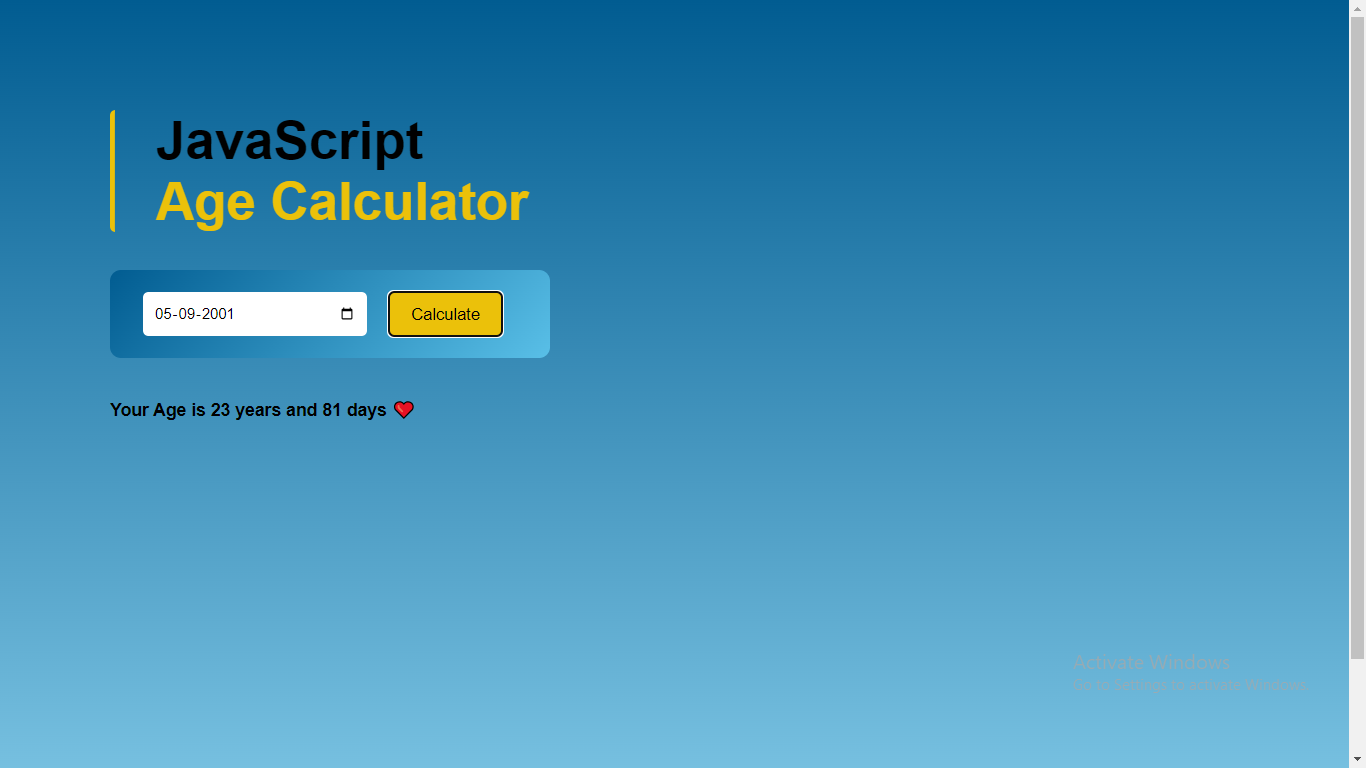 JavaScript
Age Calculator
05-09-2001
Calculate
Your Age is 23 years and 81 days ❤
Activate Windows
Go to Settings to activate Windows.